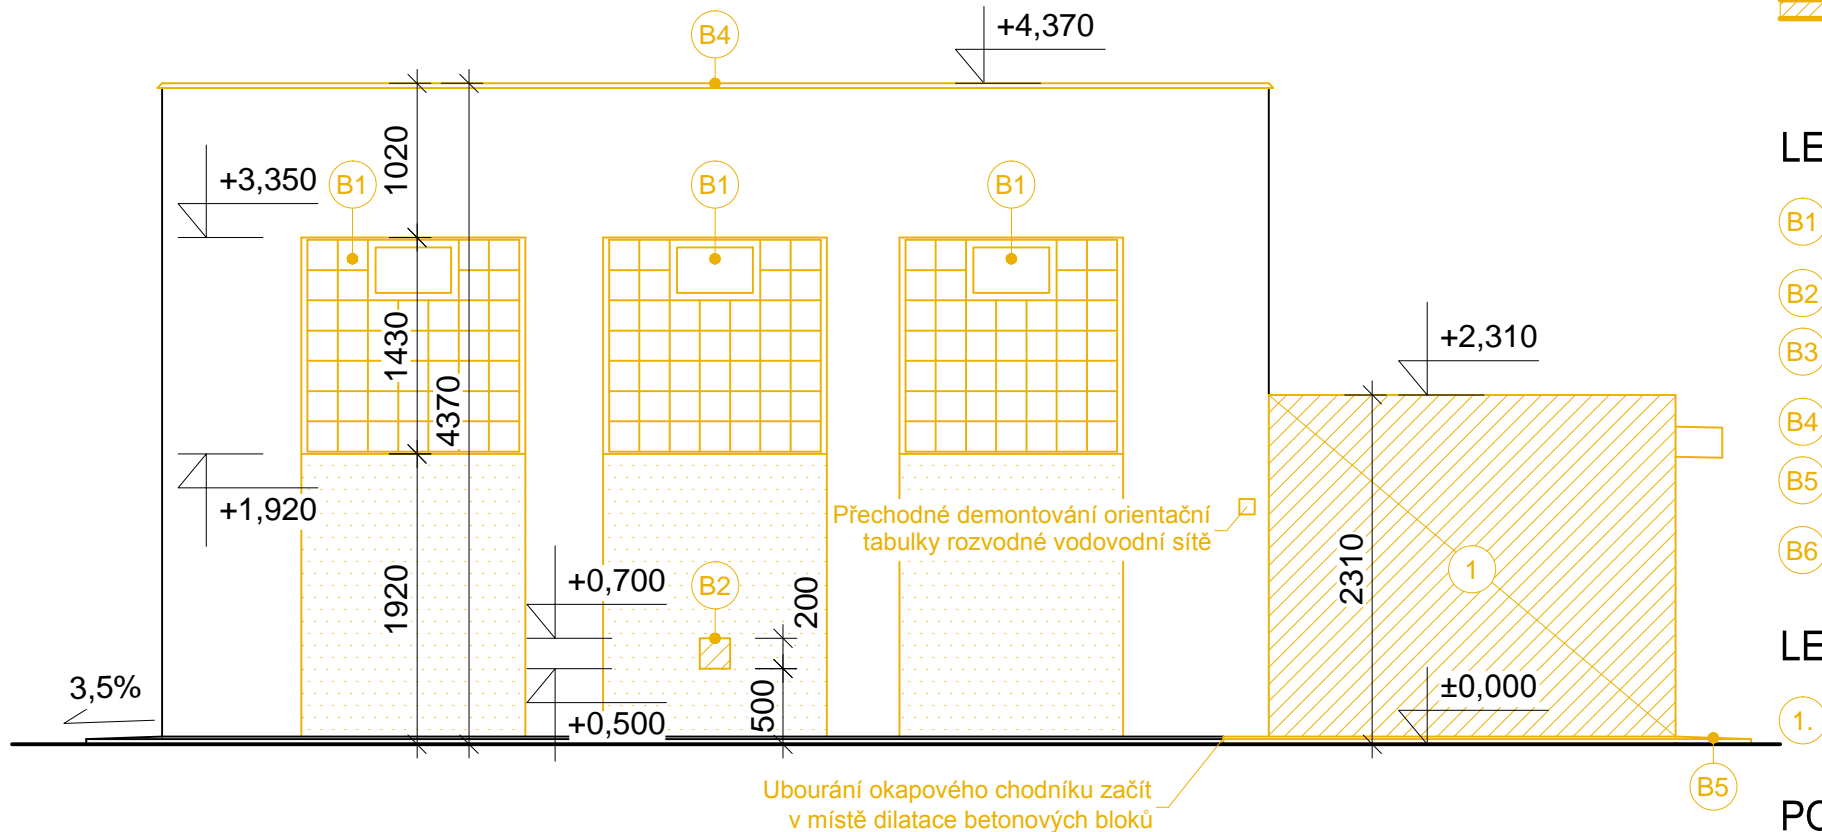 B4
+4,370
+3,350
B1
1020
B1
B1
1430
4370
+2,310
+1,920
Přechodné demontování orientační
tabulky rozvodné vodovodní sítě
1920
+0,700
B2
200
2310
1
3,5%
+0,500
500
±0,000
Ubourání okapového chodníku začít
v místě dilatace betonových bloků
B5
LE
B1
B2
B3
B4
B5
B6
LE
1.
PO